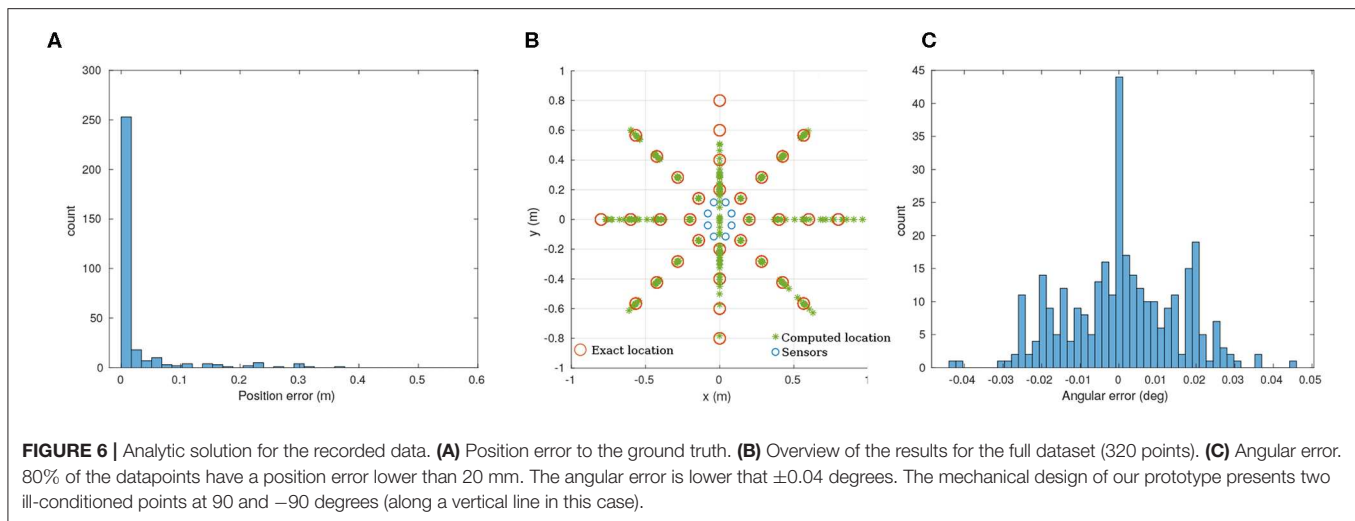 A
B
C
300
250
200
150
100
50
0
count
0 0.1 0.2 0.3 0.4 0.5 0.6
Position error (m)
1
0.8
0.6
0.4
0.2
0
-0.2
-0.4
-0.6
-0.8
-1
y (m)
Exact location
Computed location
Sensors
-1 -0.5 0 0.5 1
x (m)
45
40
35
30
25
20
15
10
5
0
count
-0.04 -0.03 -0.02 -0.01 0 0.01 0.02 0.03 0.04 0.05
Angular error (deg)
FIGURE 6 | Analytic solution for the recorded data. (A) Position error to the ground truth. (B) Overview of the results for the full dataset (320 points). (C) Angular error.
80% of the datapoints have a position error lower than 20 mm. The angular error is lower that ±0.04 degrees. The mechanical design of our prototype presents two
ill-conditioned points at 90 and −90 degrees (along a vertical line in this case).